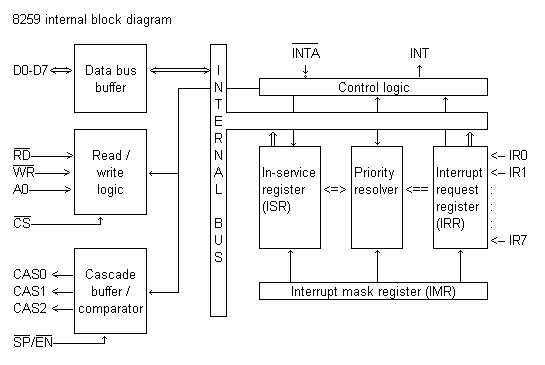 8259 internal block diagram
INTA INT
D0-D7 Data bus
buffer
Control logic
INTERNAL BUS
RD
WR
A0
CS
Read /
write
logic
In-service
register
(ISR)
<=>
Priority
resolver
<==
Interrupt
request
register
(IRR)
<– IR0
<– IR1
:
:
:
<– IR7
CAS0
CAS1
CAS2
SP/EN
Cascade
buffer /
comparator
Interrupt mask register (IMR)